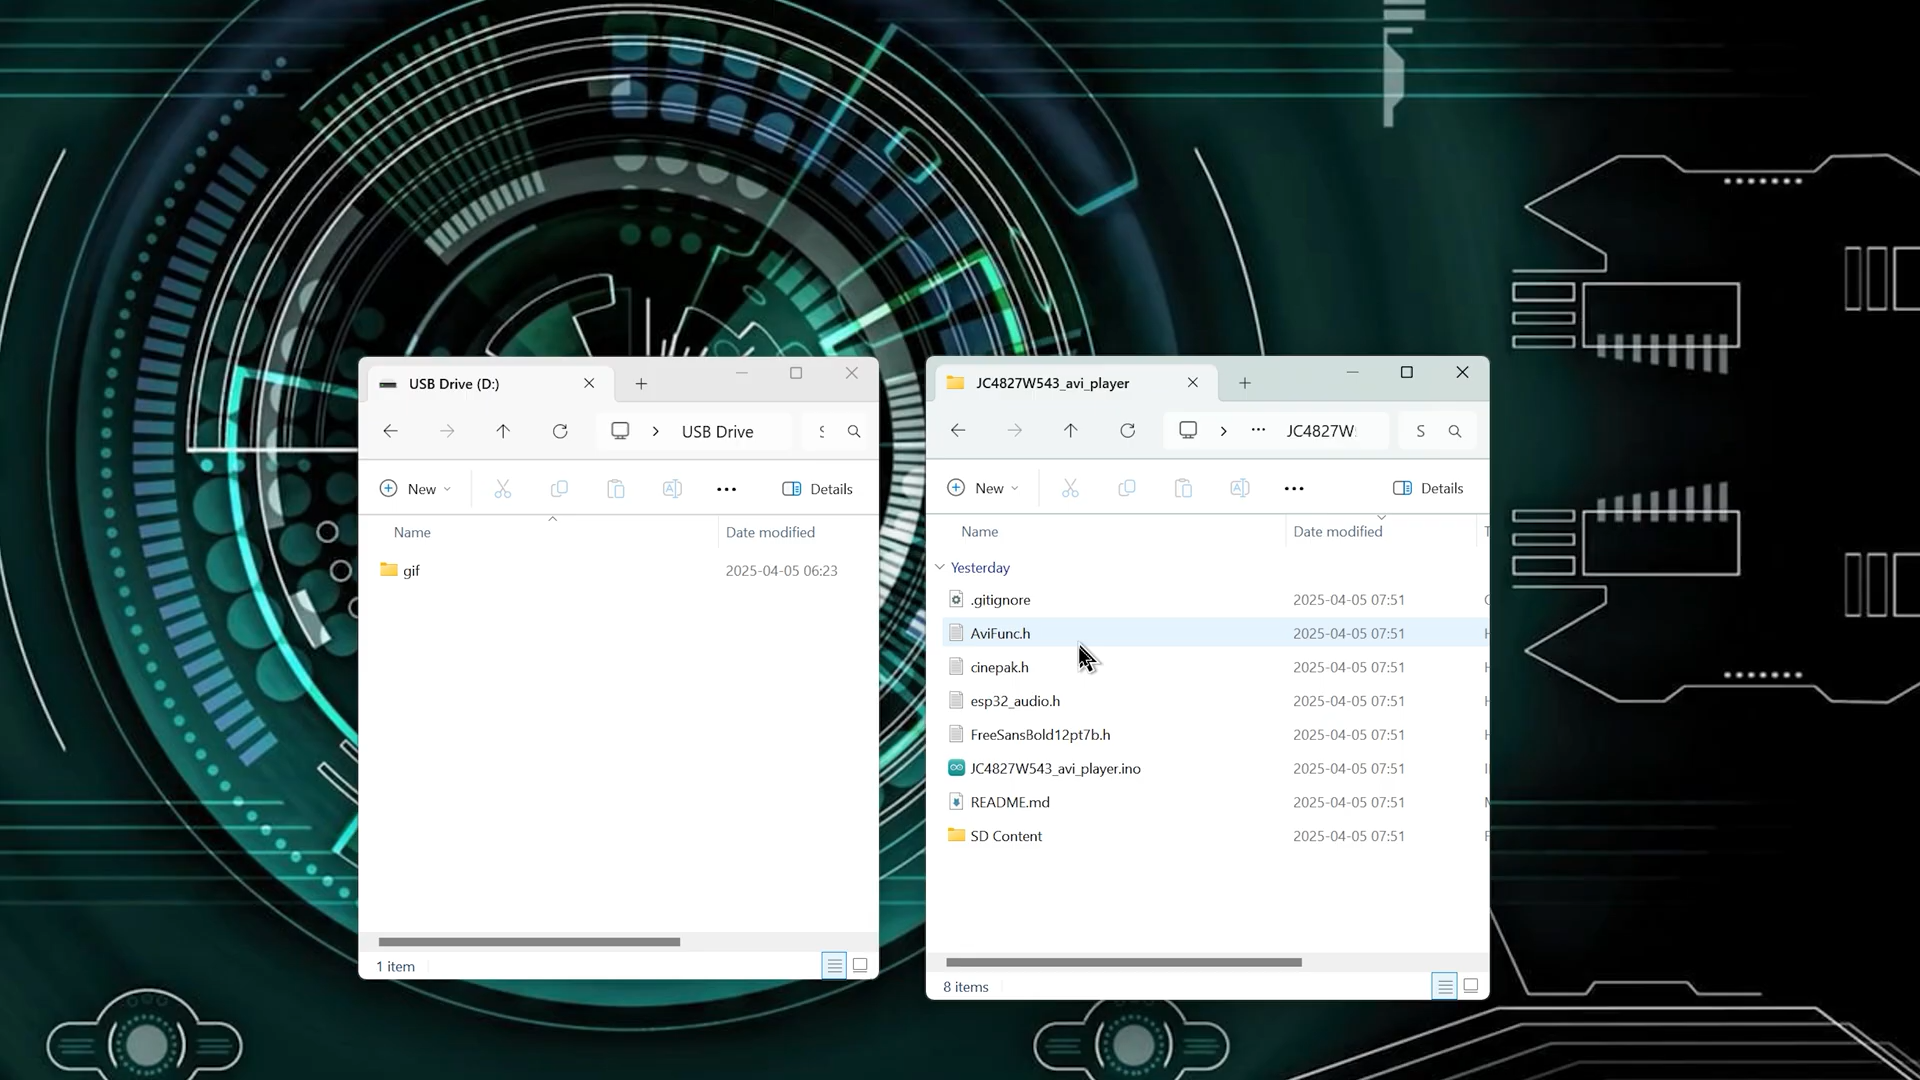 USB Drive (D:)
USB Drive
S
New
Details
Name
Date modified
gif
2025-04-05 06:23
1 item
JC4827W543_avi_player
JC4827W
S
New
Details
Name
Date modified
Yesterday
.gitignore
2025-04-05 07:51
AviFunc.h
2025-04-05 07:51
cinepak.h
2025-04-05 07:51
esp32_audio.h
2025-04-05 07:51
FreeSansBold12pt7b.h
2025-04-05 07:51
JC4827W543_avi_player.ino
2025-04-05 07:51
README.md
2025-04-05 07:51
SD Content
2025-04-05 07:51
8 items